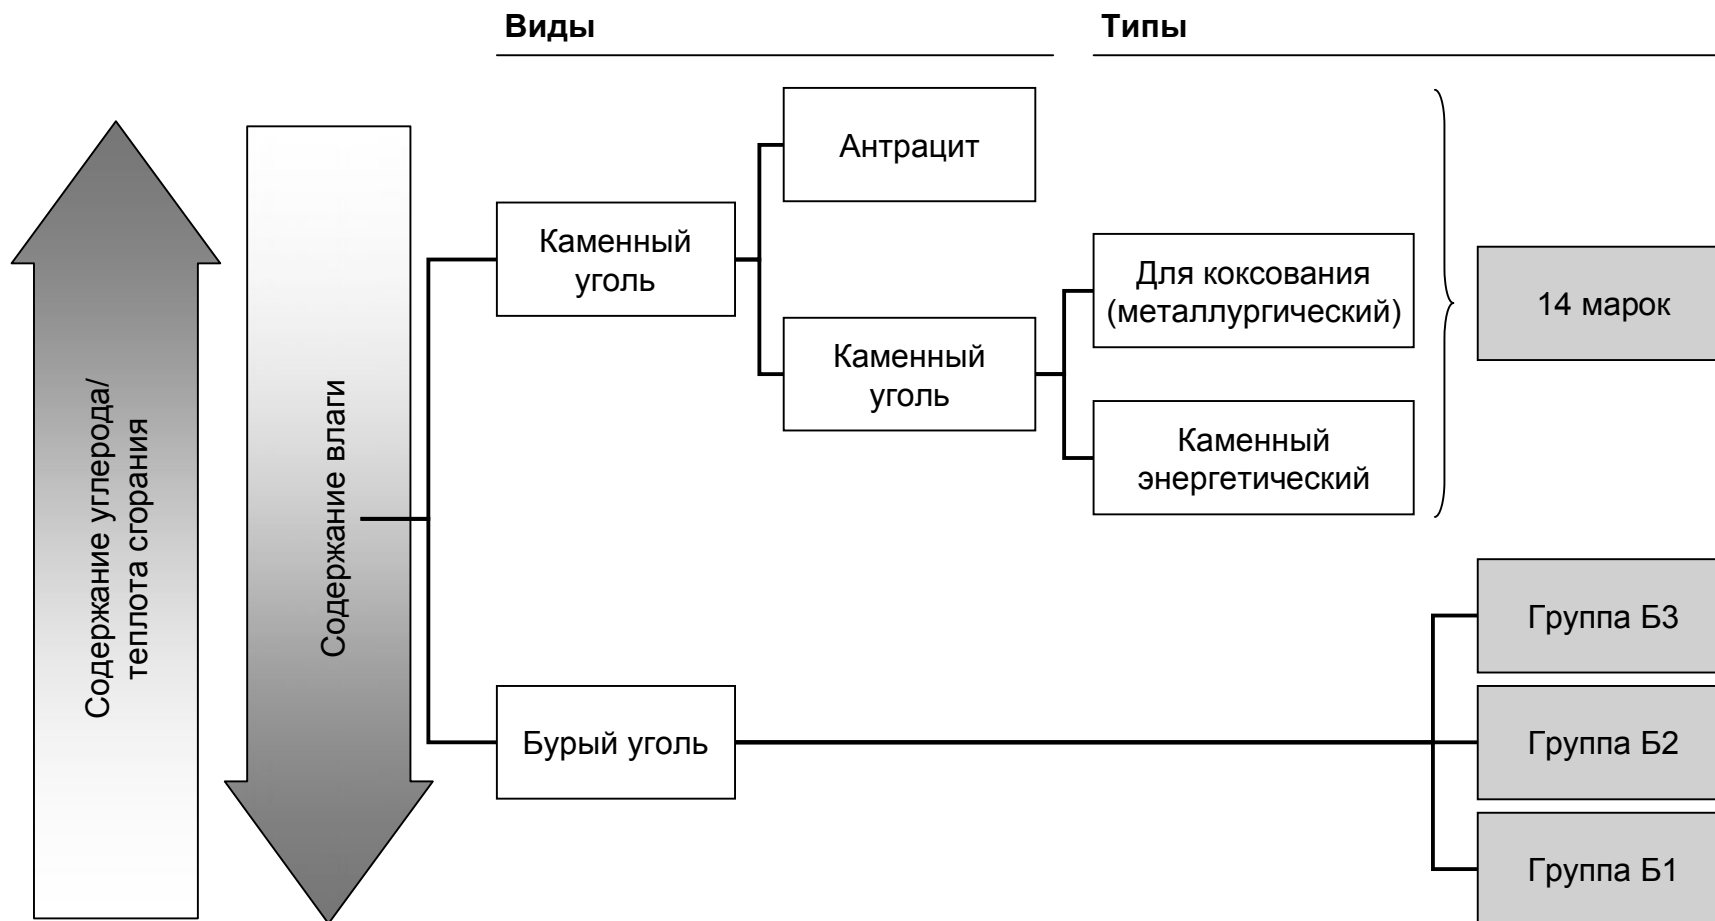 Виды
Типы
Антрацит
Каменный
уголь
Для коксования
(металлургический)
14 марок
Каменный
уголь
Каменный
энергетический
Содержание углерода/
теплота сгорания
Содержание влаги
Группа Б3
Бурый уголь
Группа Б2
Группа Б1